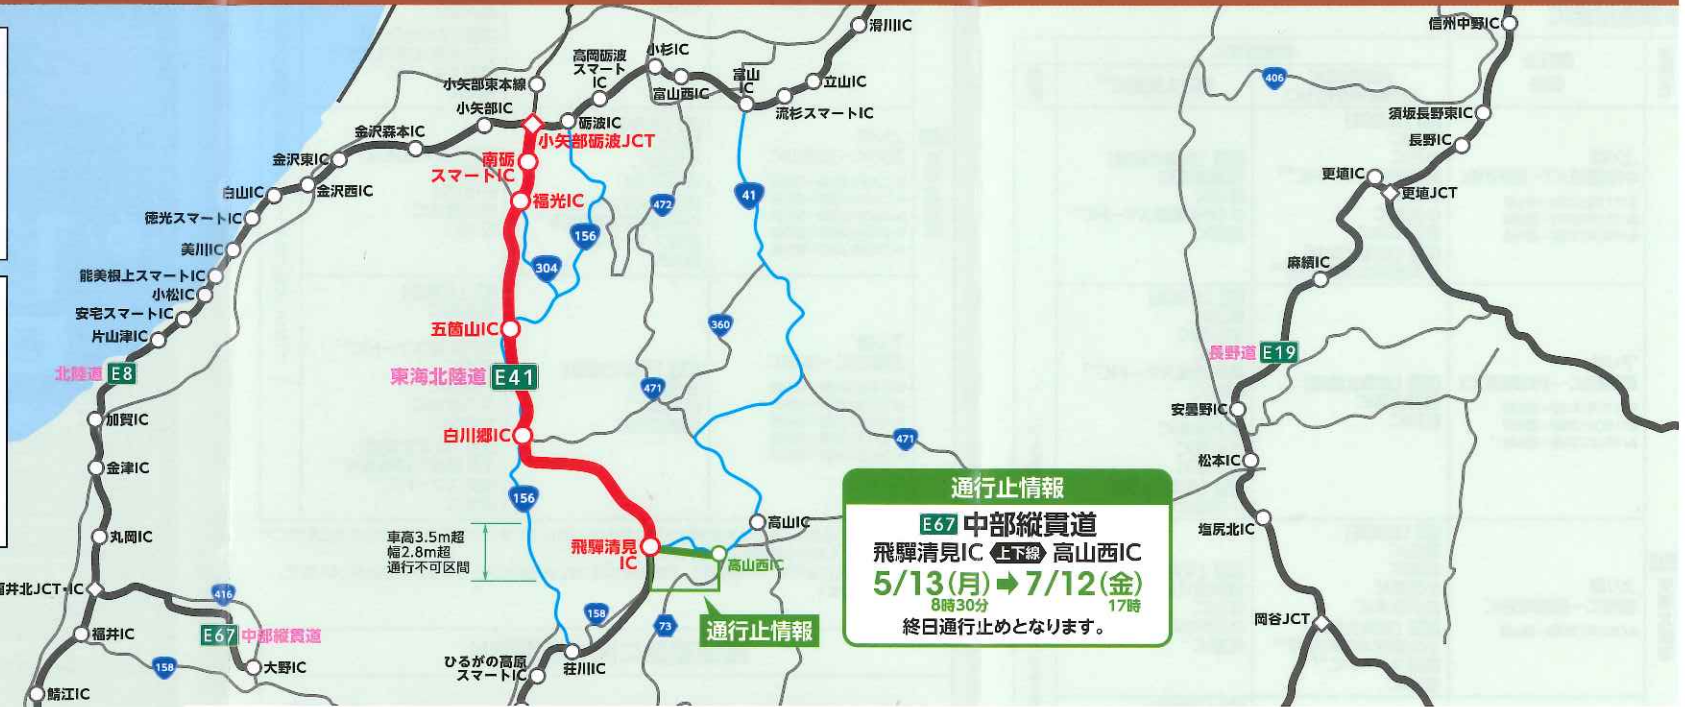 滑川IC
信州中野IC
小杉IC
高岡砺波
スマート
IC
富山
IC
立山IC
小矢部東本線
富山西IC
流杉スマートIC
小矢部IC
砺波IC
406
須坂長野東IC
金沢森本IC
小矢部砺波JCT
長野IC
金沢東IC
南砺
スマートIC
更埴IC
更埴JCT
白山IC
金沢西IC
福光IC
472
41
徳光スマートIC
156
美川IC
304
麻績IC
能美根上スマートIC
小松IC
安宅スマートIC
五箇山IC
360
片山津IC
長野道 E19
北陸道 E8
東海北陸道 E41
471
加賀IC
安曇野IC
白川郷IC
471
金津IC
松本IC
156
通行止情報
E67 中部縦貫道
飛驒清見IC 上下線 高山西IC
5/13(月) ➡ 7/12(金)
8時30分 17時
終日通行止めとなります。
高山IC
塩尻北IC
丸岡IC
車高3.5m超
幅2.8m超
通行不可区間
飛驒清見
IC
高山西IC
福井北JCT・IC
416
158
73
通行止情報
岡谷JCT
福井IC
E67 中部縦貫道
158
大野IC
ひるがの高原
スマートIC
荘川IC
鯖江IC